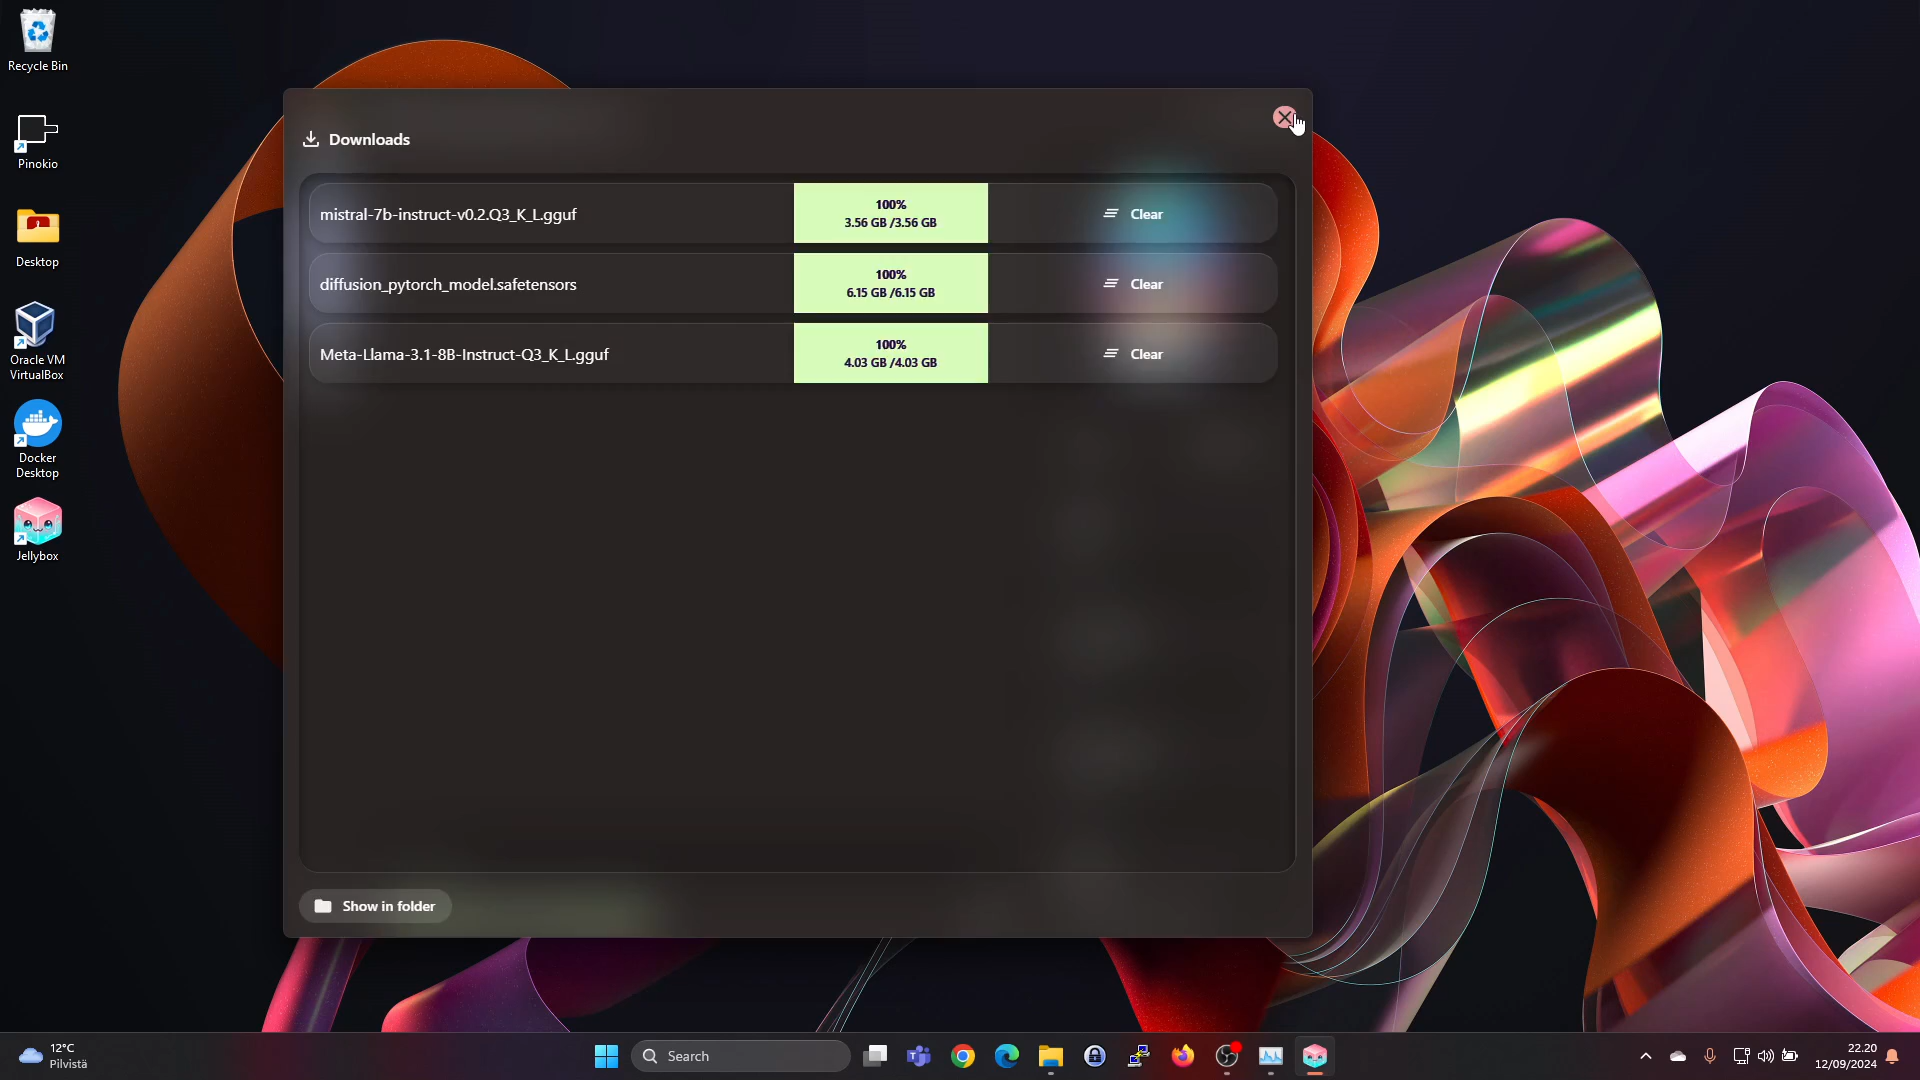 Recycle Bin
Pinokio
Desktop
Oracle VM
VirtualBox
Docker
Desktop
Jellybox
Downloads
mistral-7b-instruct-v0.2.Q3_K_L.gguf
100%
3.56 GB /3.56 GB
Clear
diffusion_pytorch_model.safetensors
100%
6.15 GB /6.15 GB
Clear
Meta-Llama-3.1-8B-Instruct-Q3_K_L.gguf
100%
4.03 GB /4.03 GB
Clear
Show in folder
12°C
Pilvistä
Search
22.20
12/09/2024